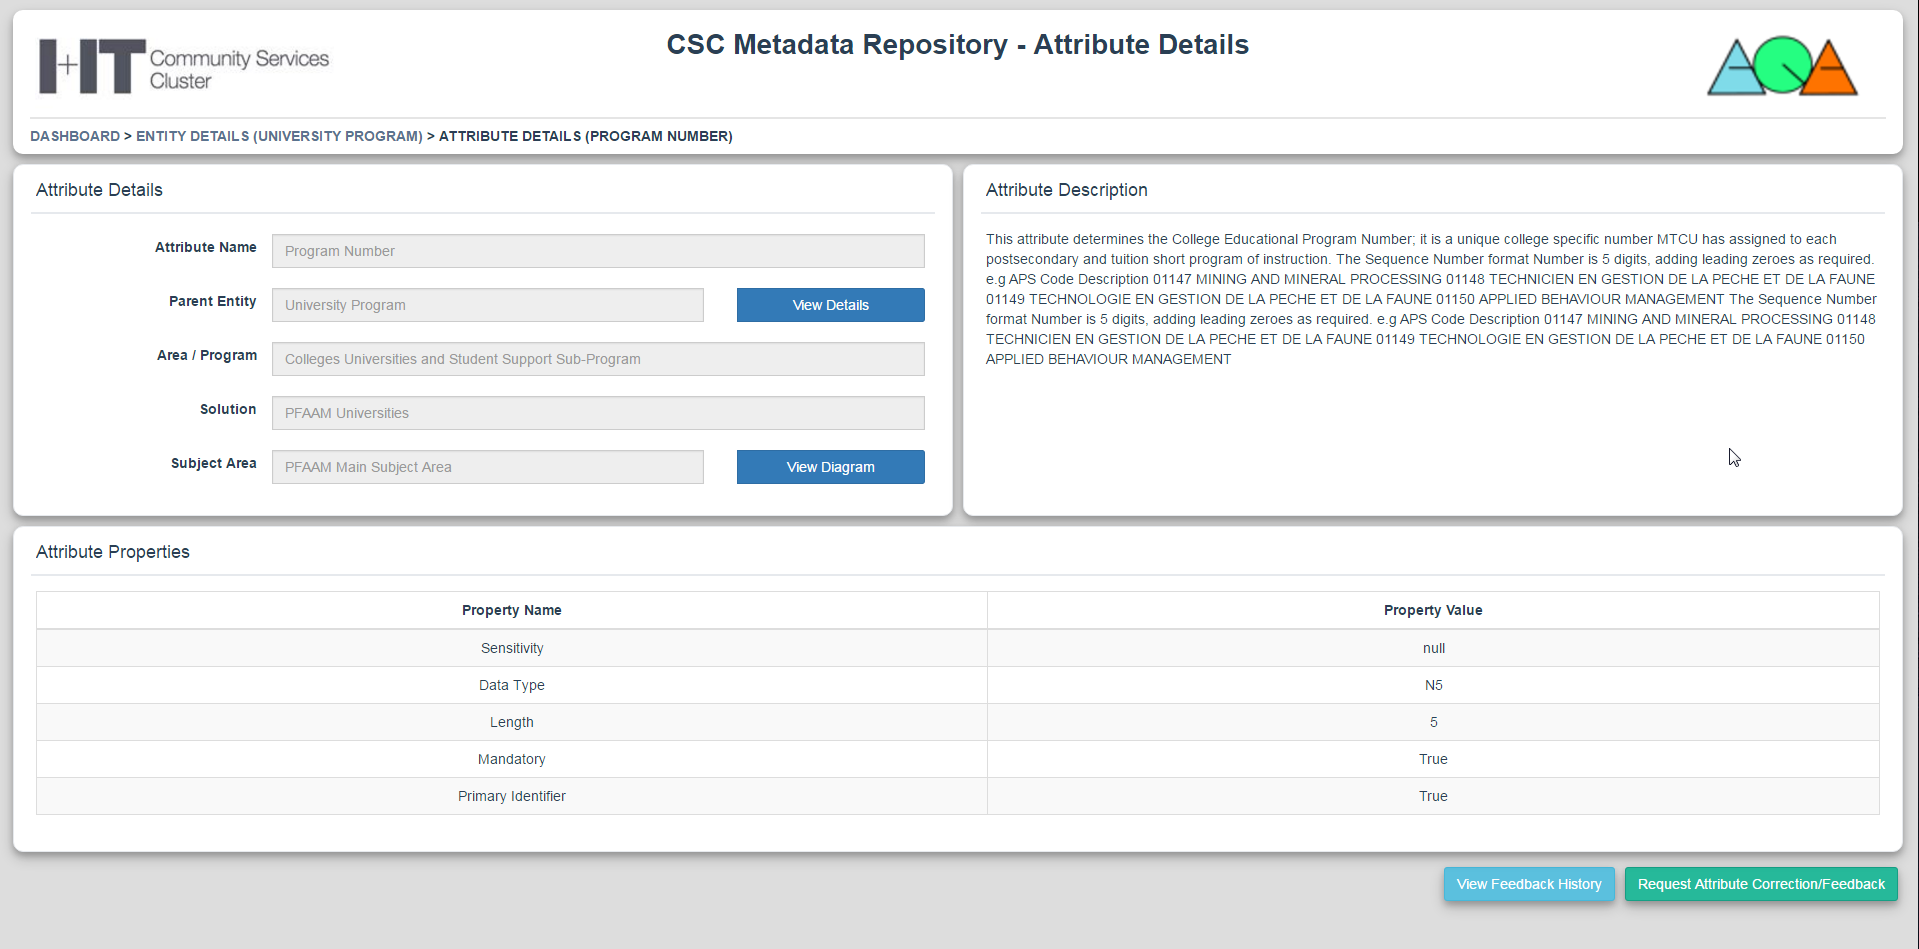 I+IT Community Services
Cluster
CSC Metadata Repository - Attribute Details
AOA
DASHBOARD > ENTITY DETAILS (UNIVERSITY PROGRAM) > ATTRIBUTE DETAILS (PROGRAM NUMBER)
Attribute Details
Attribute Name Program Number
Parent Entity University Program View Details
Area / Program Colleges Universities and Student Support Sub-Program
Solution PFAAM Universities
Subject Area PFAAM Main Subject Area View Diagram
Attribute Description
This attribute determines the College Educational Program Number; it is a unique college specific number MTCU has assigned to each
postsecondary and tuition short program of instruction. The Sequence Number format Number is 5 digits, adding leading zeroes as required.
e.g APS Code Description 01147 MINING AND MINERAL PROCESSING 01148 TECHNICIEN EN GESTION DE LA PECHE ET DE LA FAUNE
01149 TECHNOLOGIE EN GESTION DE LA PECHE ET DE LA FAUNE 01150 APPLIED BEHAVIOUR MANAGEMENT The Sequence Number
format Number is 5 digits, adding leading zeroes as required. e.g APS Code Description 01147 MINING AND MINERAL PROCESSING 01148
TECHNICIEN EN GESTION DE LA PECHE ET DE LA FAUNE 01149 TECHNOLOGIE EN GESTION DE LA PECHE ET DE LA FAUNE 01150
APPLIED BEHAVIOUR MANAGEMENT
Attribute Properties
Property Name Property Value
Sensitivity null
Data Type N5
Length 5
Mandatory True
Primary Identifier True
View Feedback History Request Attribute Correction/Feedback